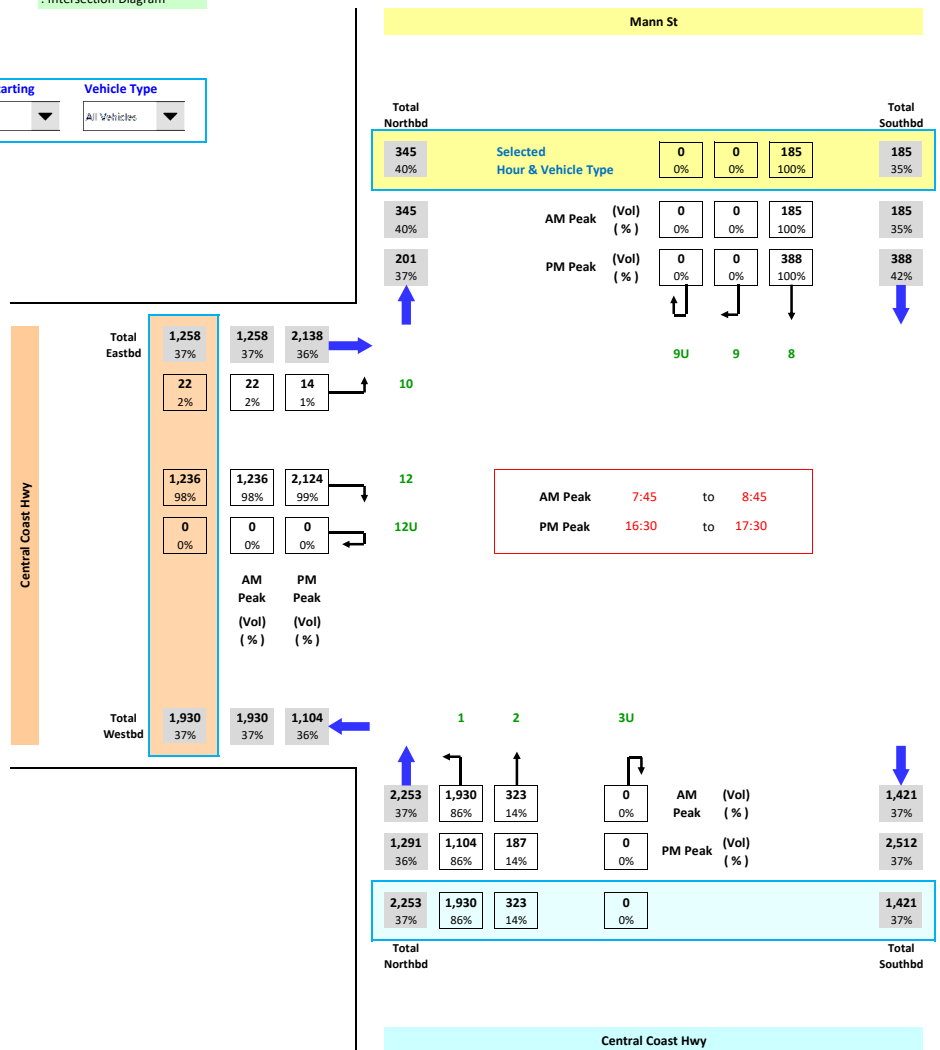 : Intersection Diagram
Mann St
arting Vehicle Type
All Vehicles
Total Total
Northbd Southbd
345 Selected 0 0 185 185
40% Hour & Vehicle Type 0% 0% 100% 35%
345 AM Peak (Vol) 0 0 185 185
40% ( % ) 0% 0% 100% 35%
201 PM Peak (Vol) 0 0 388 388
37% ( % ) 0% 0% 100% 42%
Total 1,258 1,258 2,138
Eastbd 37% 37% 36%
9U 9 8
22 22 14 10
2% 2% 1%
1,236 1,236 2,124 12
98% 98% 99%
0 0 0 12U
0% 0% 0%
AM Peak 7:45 to 8:45
PM Peak 16:30 to 17:30
Central Coast Hwy
AM PM
Peak Peak
(Vol) (Vol)
( % ) ( % )
Total 1,930 1,930 1,104
Westbd 37% 37% 36%
1 2 3U
2,253 1,930 323 0 AM (Vol) 1,421
37% 86% 14% 0% Peak ( % ) 37%
1,291 1,104 187 0 PM Peak (Vol) 2,512
36% 86% 14% 0% ( % ) 37%
2,253 1,930 323 0 1,421
37% 86% 14% 0% 37%
Total Total
Northbd Southbd
Central Coast Hwy